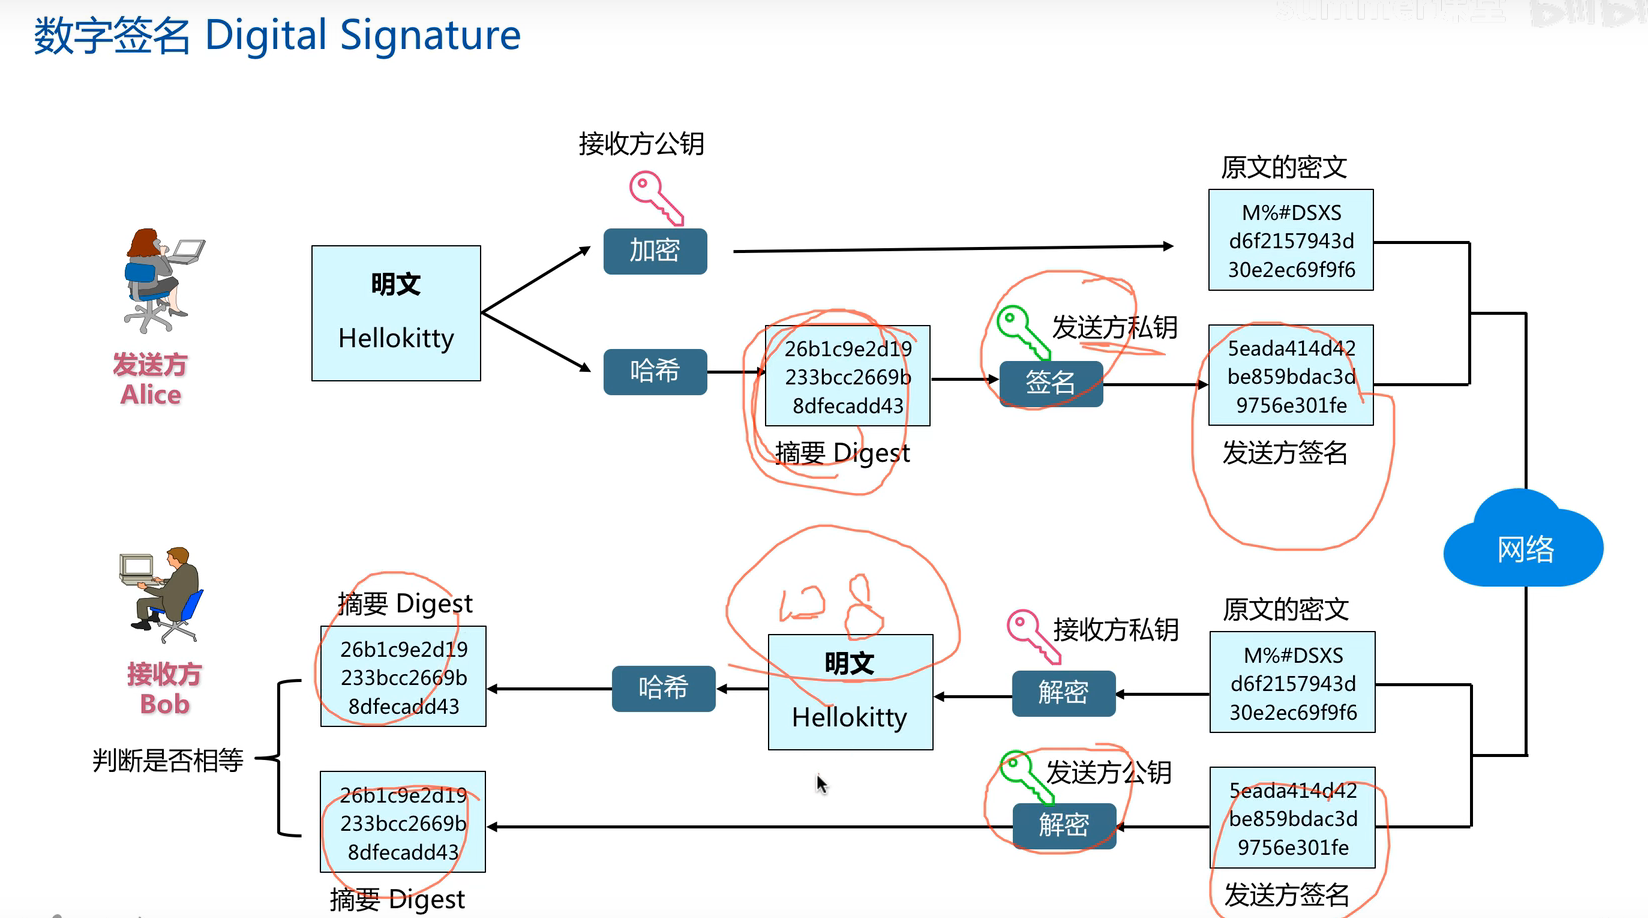 数字签名 Digital Signature
接收方公钥
加密
原文的密文
M%#DSXS
d6f2157943d
30e2ec69f9f6
明文
Hellokitty
发送方
Alice
哈希
26b1c9e2d19
233bcc2669b
8dfecadd43
摘要 Digest
发送方私钥
签名
5eada414d42
be859bdac3d
9756e301fe
发送方签名
网络
接收方
Bob
判断是否相等
摘要 Digest
26b1c9e2d19
233bcc2669b
8dfecadd43
哈希
明文
Hellokitty
接收方私钥
解密
原文的密文
M%#DSXS
d6f2157943d
30e2ec69f9f6
26b1c9e2d19
233bcc2669b
8dfecadd43
摘要 Digest
发送方公钥
解密
5eada414d42
be859bdac3d
9756e301fe
发送方签名